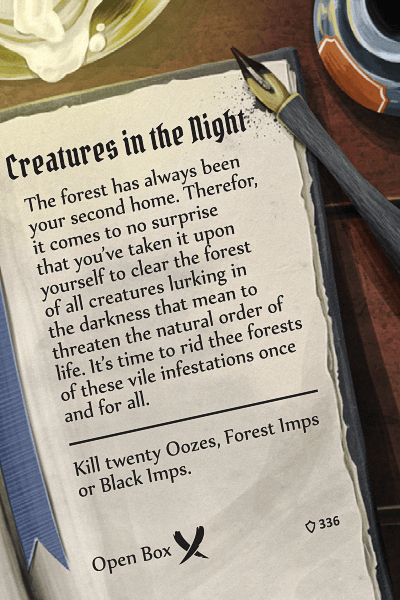 Creatures in the Night
The forest has always been
your second home. Therefor,
it comes to no surprise
that you've taken it upon
yourself to clear the forest
of all creatures lurking in
the darkness that mean to
threaten the natural order of
life. It's time to rid thee forests
of these vile infestations once
and for all.
Kill twenty Oozes, Forest Imps
or Black Imps.
336
Open Box